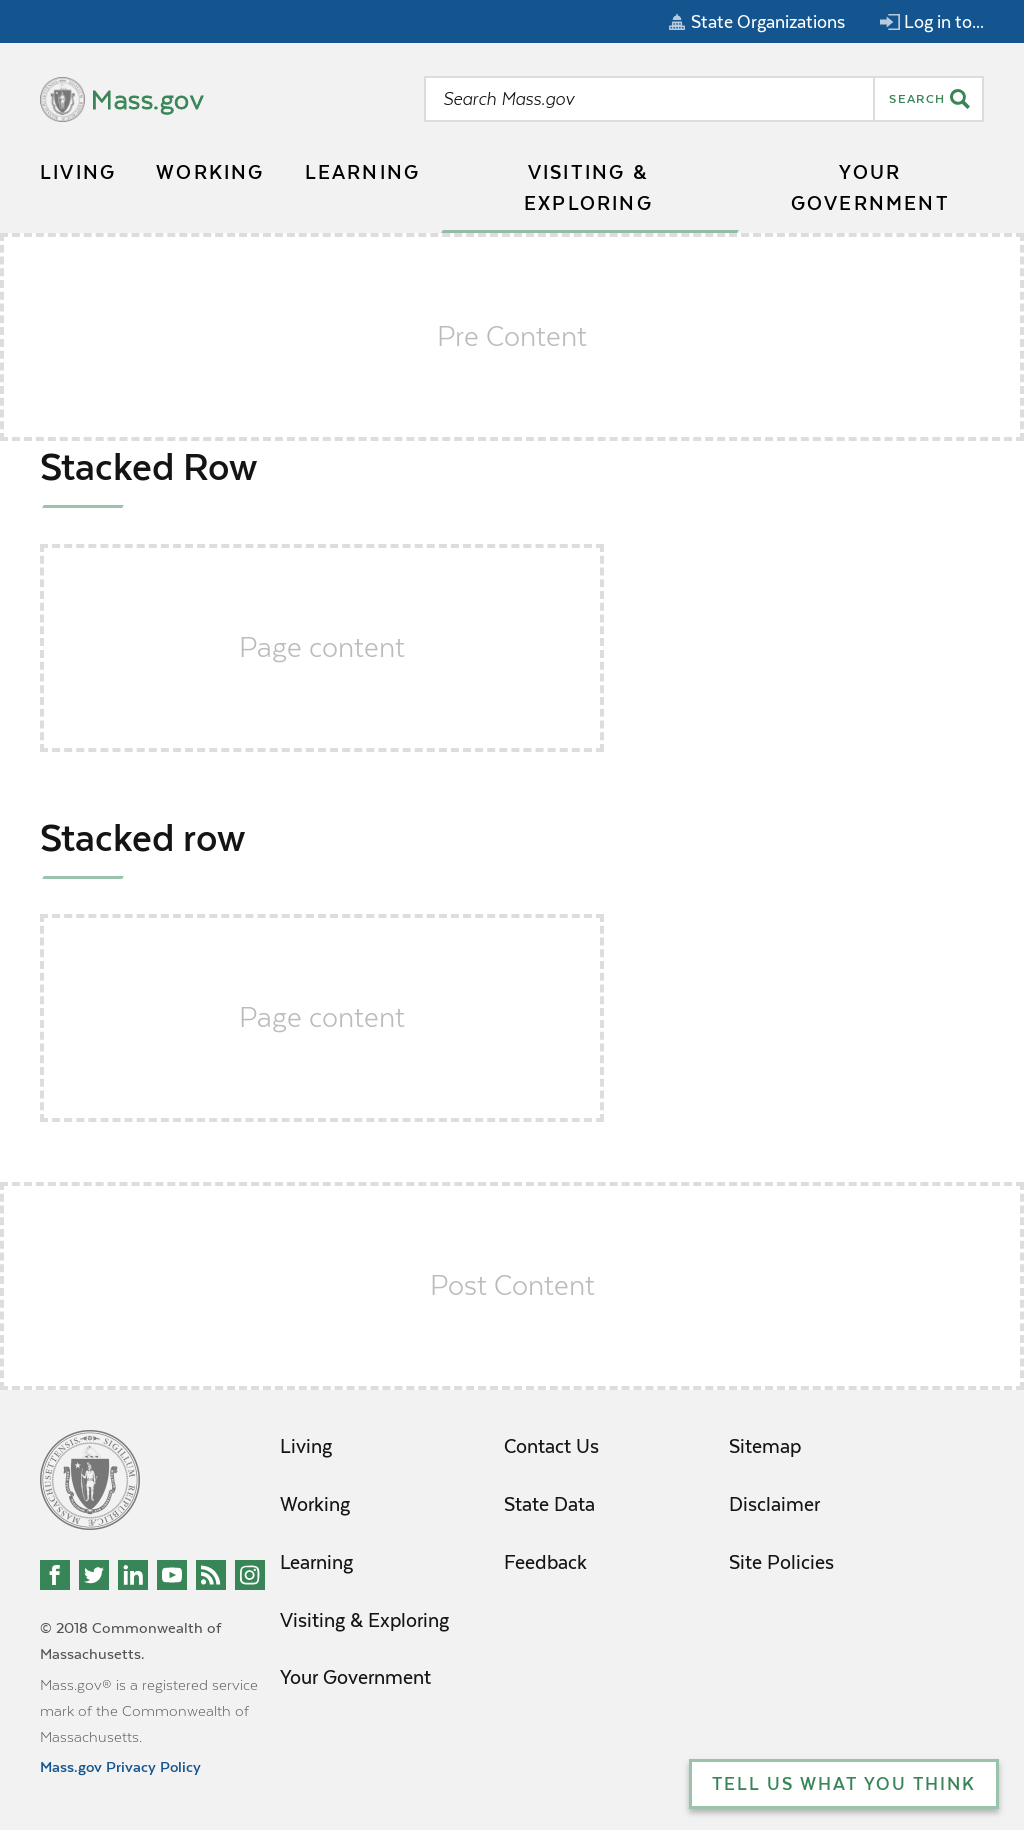 State Organizations
Log in to...
Mass.gov
Search Mass.gov
SEARCH
LIVING
WORKING
LEARNING
VISITING &
EXPLORING
YOUR
GOVERNMENT
Pre Content
Stacked Row
Page content
Stacked row
Page content
Post Content
MASSACHUSETTENSIS. SIGILLUM REIPUBLICÆ
Living
Working
Learning
Visiting & Exploring
Your Government
Contact Us
State Data
Feedback
Sitemap
Disclaimer
Site Policies
© 2018 Commonwealth of
Massachusetts.
Mass.gov® is a registered service
mark of the Commonwealth of
Massachusetts.
Mass.gov Privacy Policy
TELL US WHAT YOU THINK